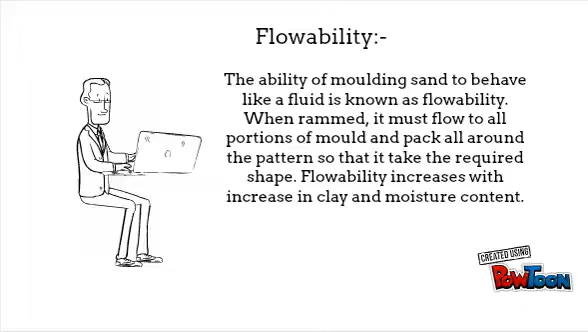 Flowability:-
The ability of moulding sand to behave
like a fluid is known as flowability.
When rammed, it must flow to all
portions of mould and pack all around
the pattern so that it take the required
shape. Flowability increases with
increase in clay and moisture content.
CREATED USING
POWTOON